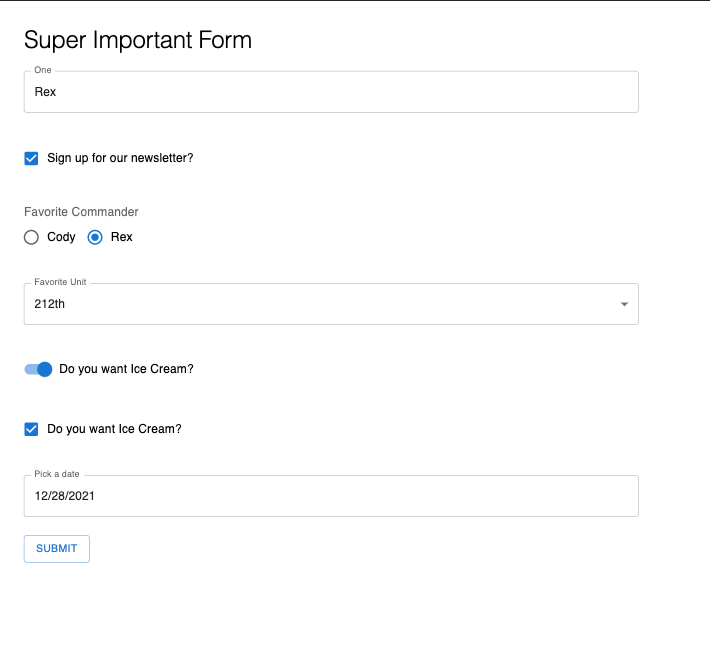 Super Important Form
One
Rex
Sign up for our newsletter?
Favorite Commander
Cody Rex
Favorite Unit
212th
Do you want Ice Cream?
Do you want Ice Cream?
Pick a date
12/28/2021
SUBMIT